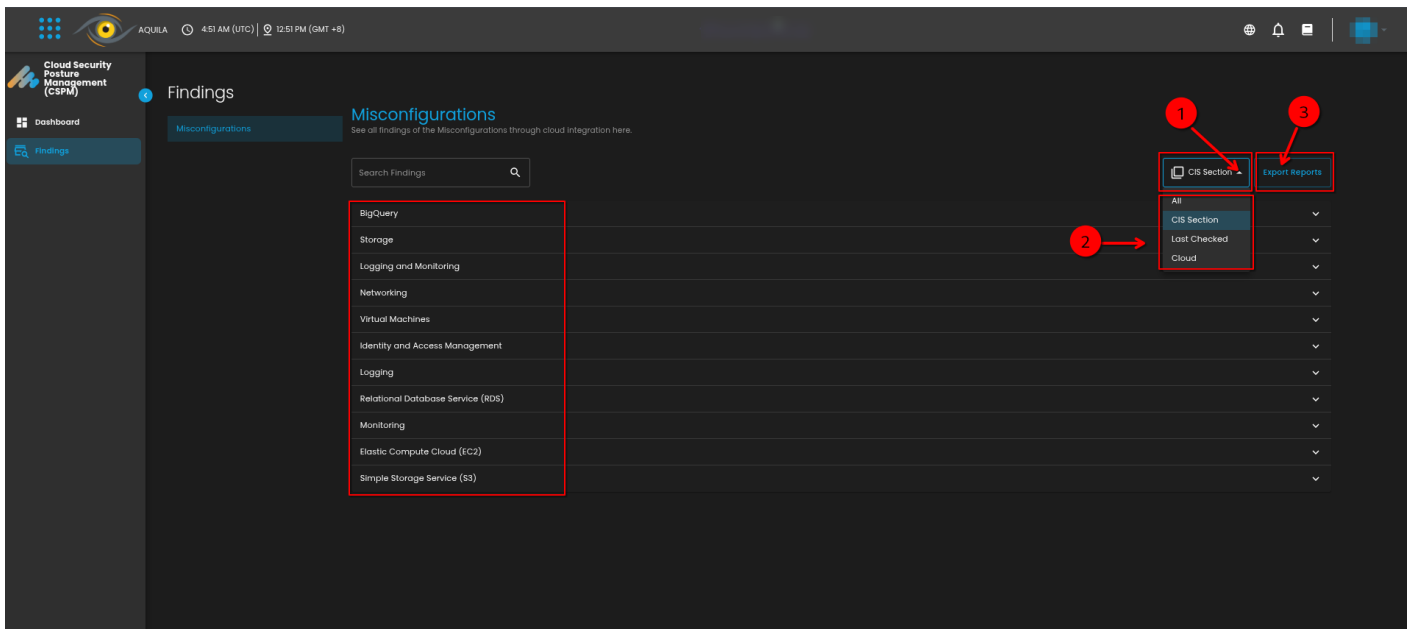 AQUILA 4:51 AM (UTC) | 12:51 PM (GMT +8)
Cloud Security
Posture
Management
(CSPM)
Dashboard
Findings
Findings
Misconfigurations
Misconfigurations
See all findings of the Misconfigurations through cloud integration here.
Search Findings
CIS Section
Export Reports
1
3
All
CIS Section
Last Checked
Cloud
2
BigQuery
Storage
Logging and Monitoring
Networking
Virtual Machines
Identity and Access Management
Logging
Relational Database Service (RDS)
Monitoring
Elastic Compute Cloud (EC2)
Simple Storage Service (S3)